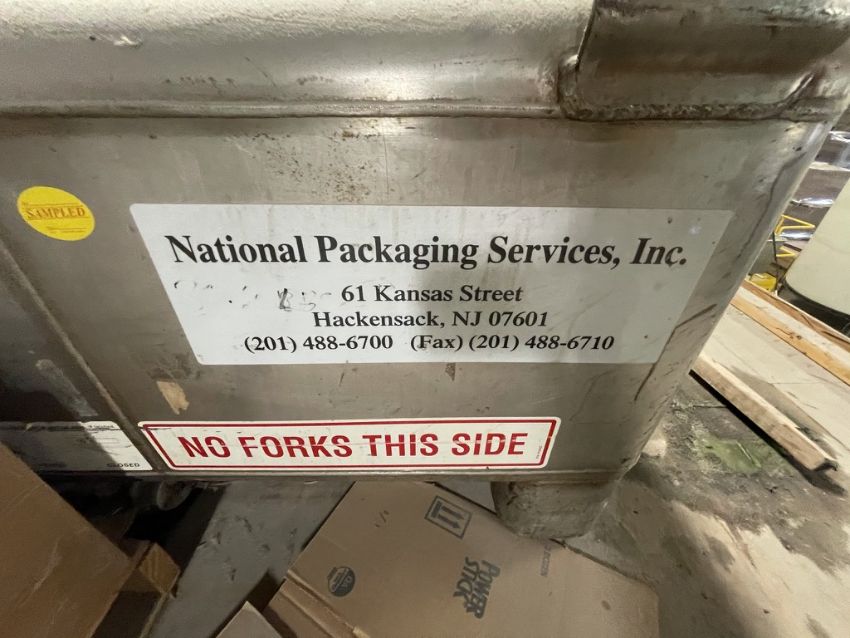 SAMPLED
National Packaging Services, Inc.
61 Kansas Street
Hackensack, NJ 07601
(201) 488-6700 (Fax) (201) 488-6710
NO FORKS THIS SIDE
CLOSED
POWER
STICK